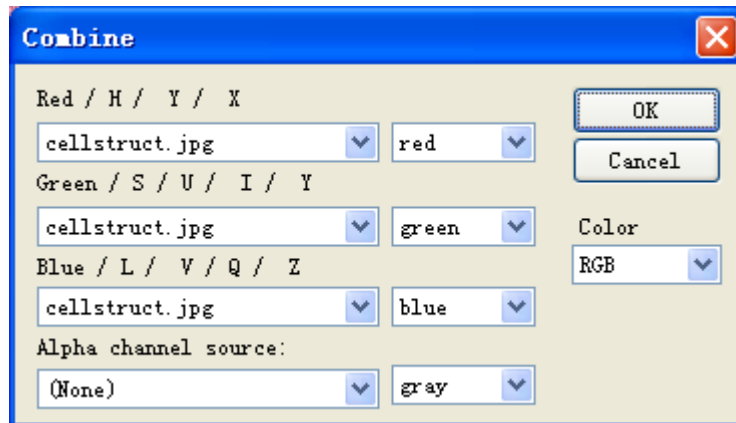 Combine
Red / H / Y / X
cellstruct.jpg
red
OK
Cancel
Green / S / U / I / Y
cellstruct.jpg
green
Color
Blue / L / V / Q / Z
RGB
cellstruct.jpg
blue
Alpha channel source:
(None)
gray